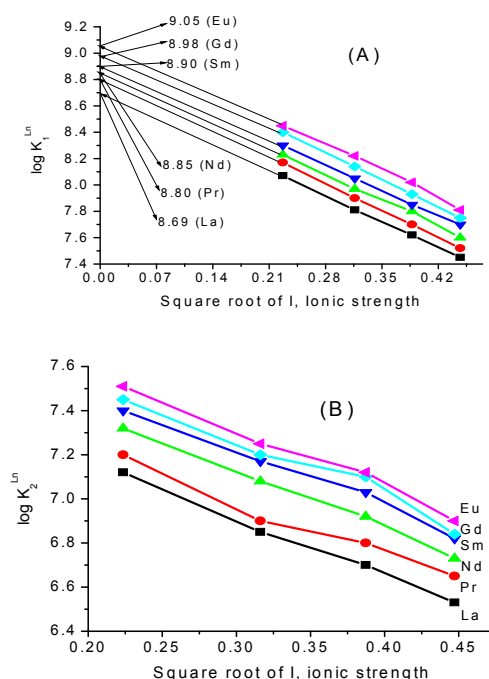 (A)
9.05 (Eu)
8.98 (Gd)
8.90 (Sm)
8.85 (Nd)
8.80 (Pr)
8.69 (La)
9.2
9.0
8.8
8.6
8.4
8.2
8.0
7.8
7.6
7.4
log K₁ᴸⁿ
0.00 0.07 0.14 0.21 0.28 0.35 0.42
Square root of I, Ionic strength
(B)
7.6
7.4
7.2
7.0
6.8
6.6
6.4
log K₂ᴸⁿ
Eu
Gd
Sm
Nd
Pr
La
0.20 0.25 0.30 0.35 0.40 0.45
Square root of I, ionic strength